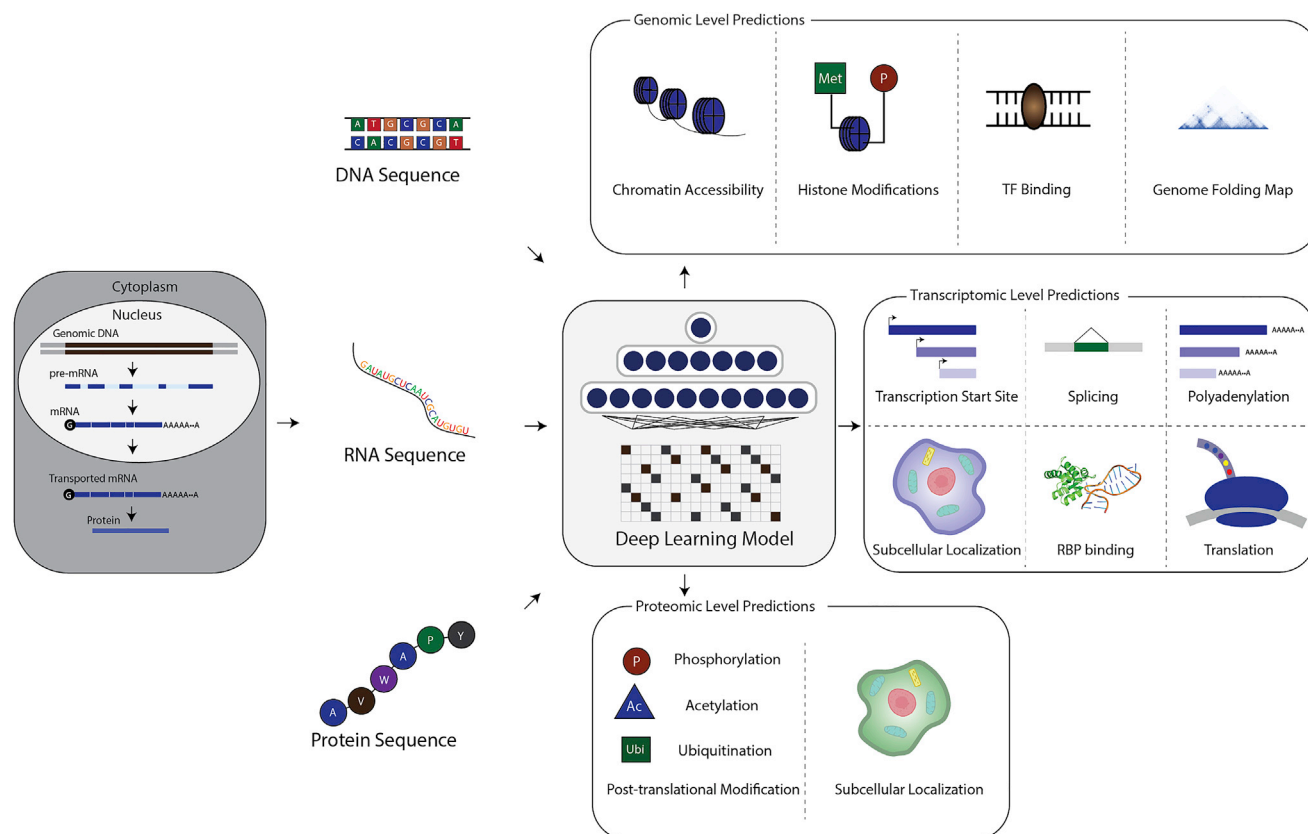 Genomic Level Predictions
Met
P
Chromatin Accessibility
Histone Modifications
TF Binding
Genome Folding Map
A T G C G C A
C A C G C G T
DNA Sequence
Cytoplasm
Nucleus
Genomic DNA
pre-mRNA
mRNA
G
AAAAA••A
Transported mRNA
G
AAAAA••A
Protein
GAUAUGCUCAAUCGCAUGUGU
RNA Sequence
A
V
W
A
P
Y
Protein Sequence
Deep Learning Model
Transcriptomic Level Predictions
AAAAA••A
AAAAA••A
AAAAA••A
Transcription Start Site
Splicing
Polyadenylation
Subcellular Localization
RBP binding
Translation
Proteomic Level Predictions
P
Phosphorylation
Ac
Acetylation
Ubi
Ubiquitination
Post-translational Modification
Subcellular Localization